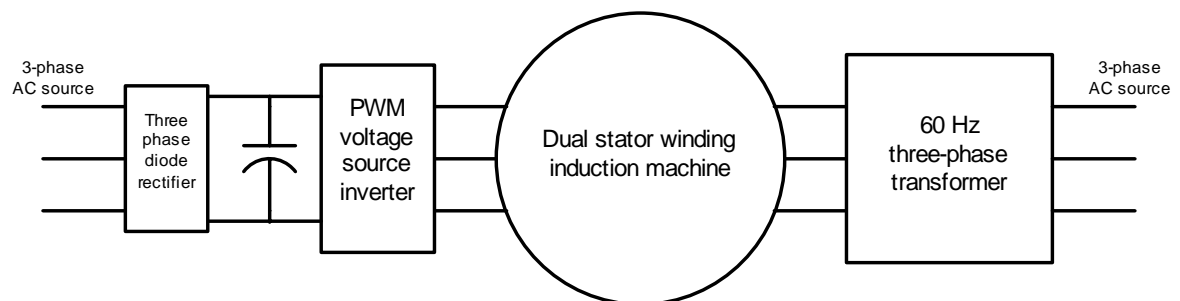 3-phase
AC source
Three
phase
diode
rectifier
PWM
voltage
source
inverter
Dual stator winding
induction machine
60 Hz
three-phase
transformer
3-phase
AC source